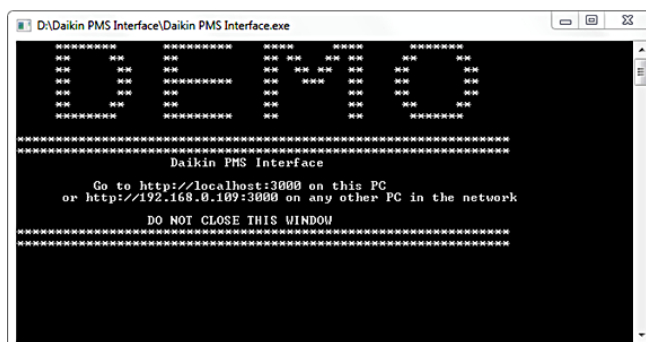 D:\Daikin PMS Interface\Daikin PMS Interface.exe
DEMO
******************************************************************
******************************************************************
Daikin PMS Interface
Go to http://localhost:3000 on this PC
or http://192.168.0.109:3000 on any other PC in the network
DO NOT CLOSE THIS WINDOW
******************************************************************
******************************************************************